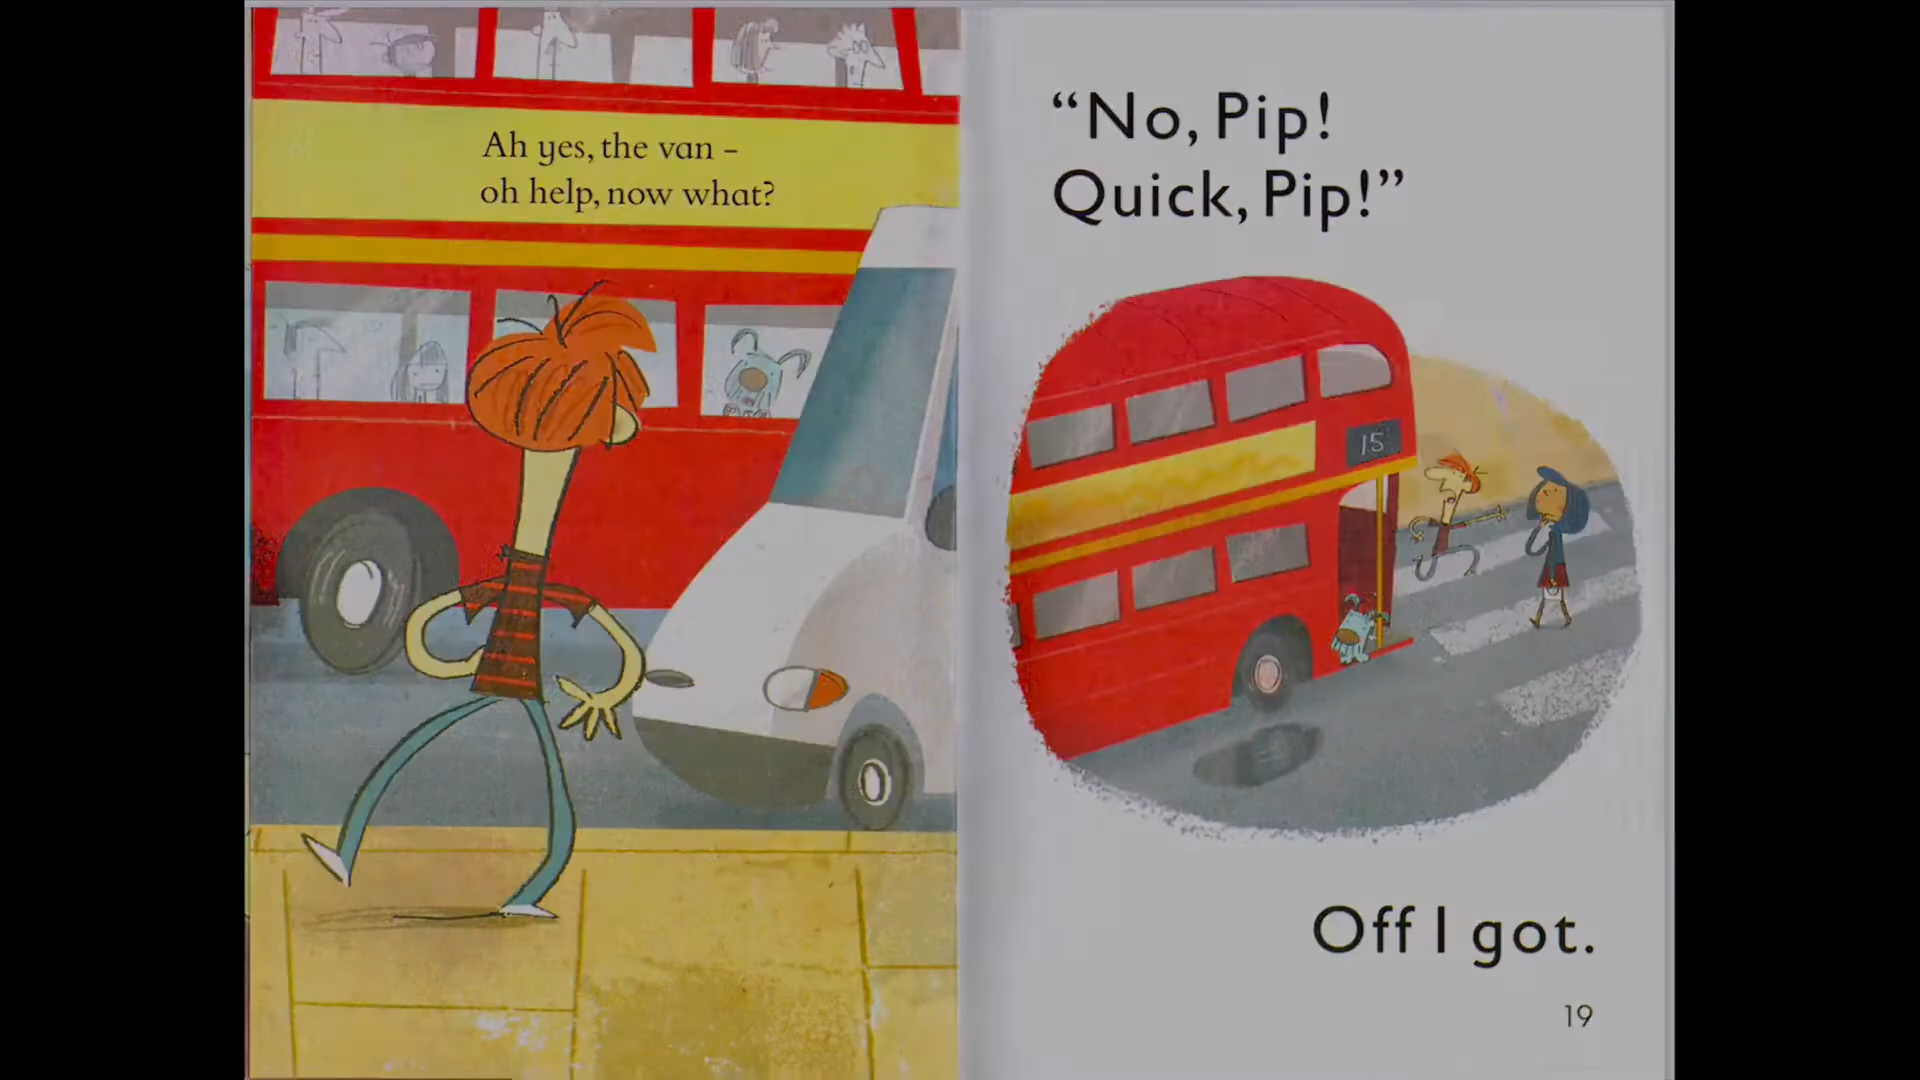 Ah yes, the van –
oh help, now what?
“No, Pip!
Quick, Pip!”
15
Off I got.
19